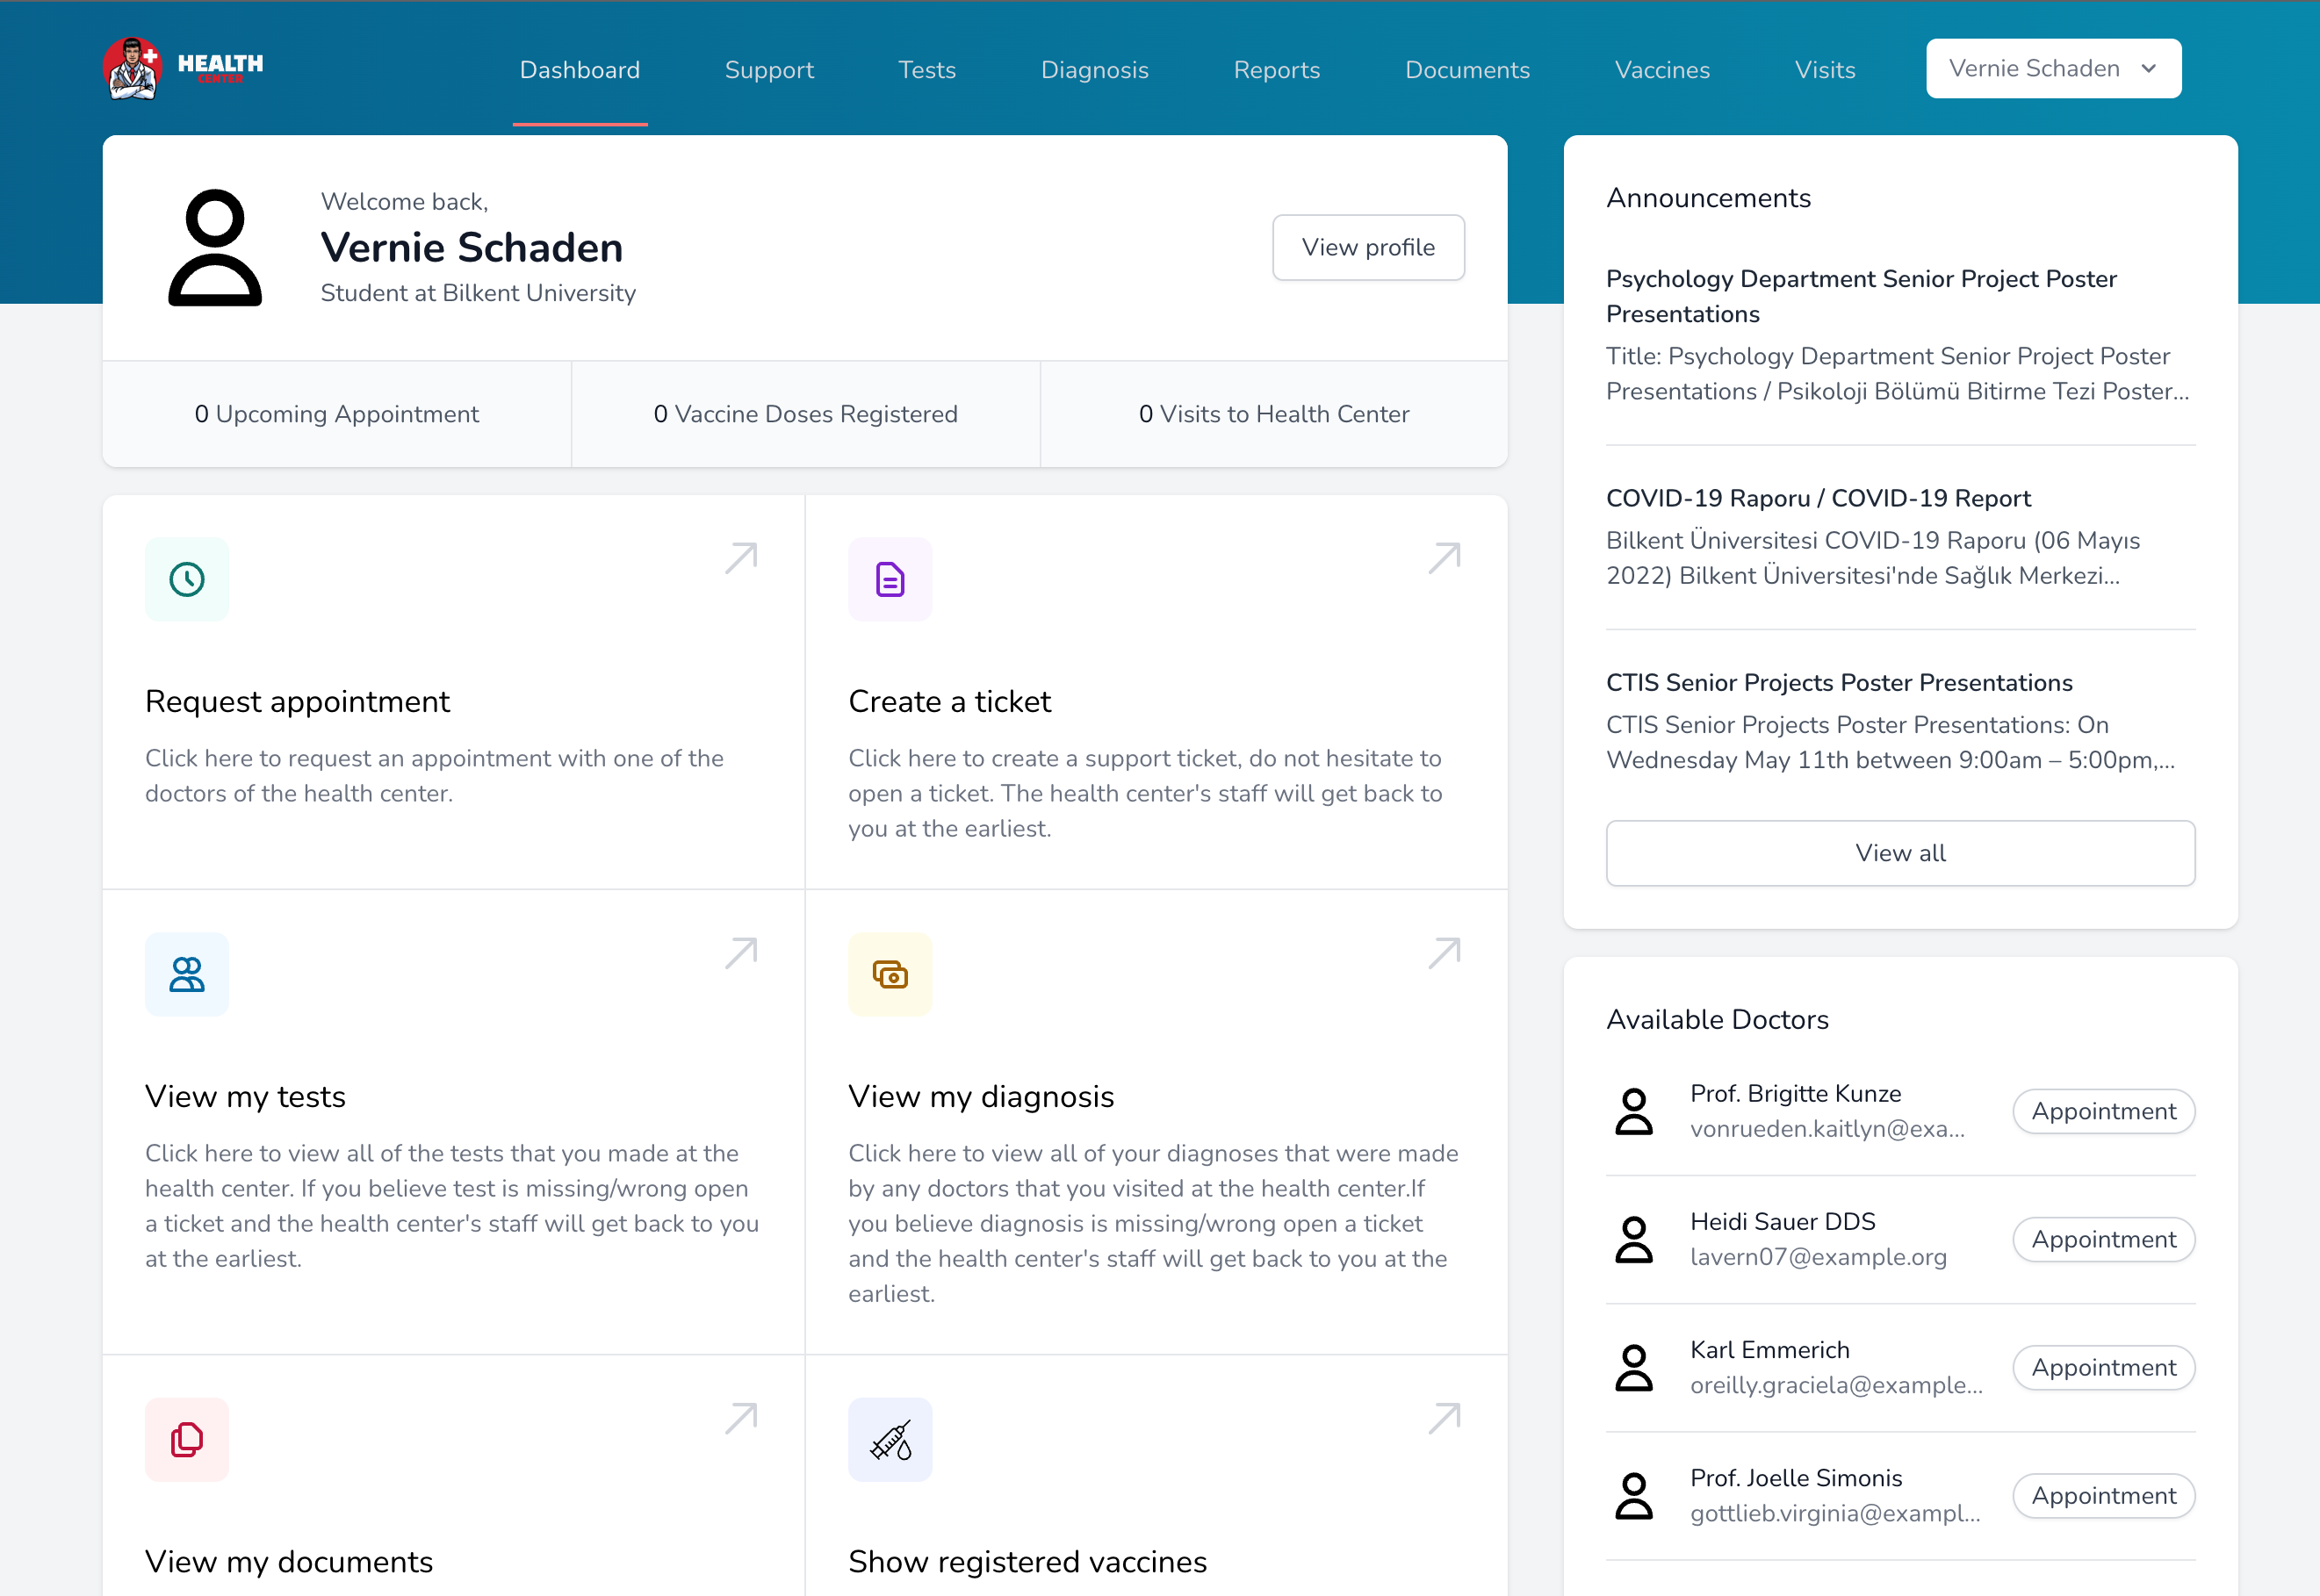 HEALTH
CENTER
Dashboard
Support
Tests
Diagnosis
Reports
Documents
Vaccines
Visits
Vernie Schaden
Welcome back,
Vernie Schaden
Student at Bilkent University
View profile
0 Upcoming Appointment
0 Vaccine Doses Registered
0 Visits to Health Center
Request appointment
Click here to request an appointment with one of the
doctors of the health center.
Create a ticket
Click here to create a support ticket, do not hesitate to
open a ticket. The health center's staff will get back to
you at the earliest.
View my tests
Click here to view all of the tests that you made at the
health center. If you believe test is missing/wrong open
a ticket and the health center's staff will get back to you
at the earliest.
View my diagnosis
Click here to view all of your diagnoses that were made
by any doctors that you visited at the health center.If
you believe diagnosis is missing/wrong open a ticket
and the health center's staff will get back to you at the
earliest.
View my documents
Show registered vaccines
Announcements
Psychology Department Senior Project Poster
Presentations
Title: Psychology Department Senior Project Poster
Presentations / Psikoloji Bölümü Bitirme Tezi Poster...
COVID-19 Raporu / COVID-19 Report
Bilkent Üniversitesi COVID-19 Raporu (06 Mayıs
2022) Bilkent Üniversitesi'nde Sağlık Merkezi...
CTIS Senior Projects Poster Presentations
CTIS Senior Projects Poster Presentations: On
Wednesday May 11th between 9:00am – 5:00pm,...
View all
Available Doctors
Prof. Brigitte Kunze
vonrueden.kaitlyn@exa...
Appointment
Heidi Sauer DDS
lavern07@example.org
Appointment
Karl Emmerich
oreilly.graciela@example...
Appointment
Prof. Joelle Simonis
gottlieb.virginia@exampl...
Appointment